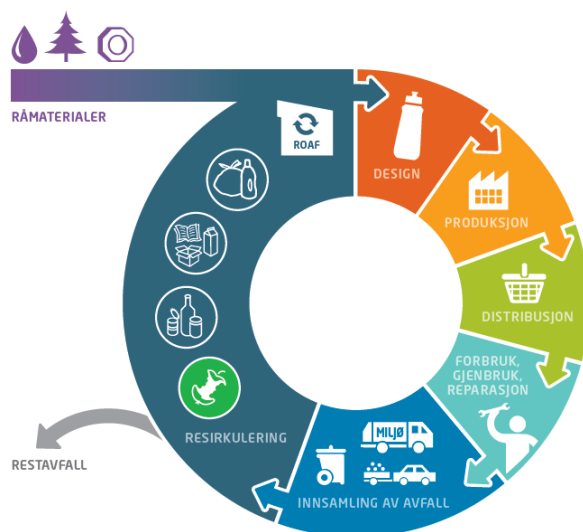 RÅMATERIALER
ROAF
DESIGN
PRODUKSJON
DISTRIBUSJON
FORBRUK,
GJENBRUK,
REPARASJON
MILJØ
INNSAMLING AV AVFALL
RESIRKULERING
RESTAVFALL